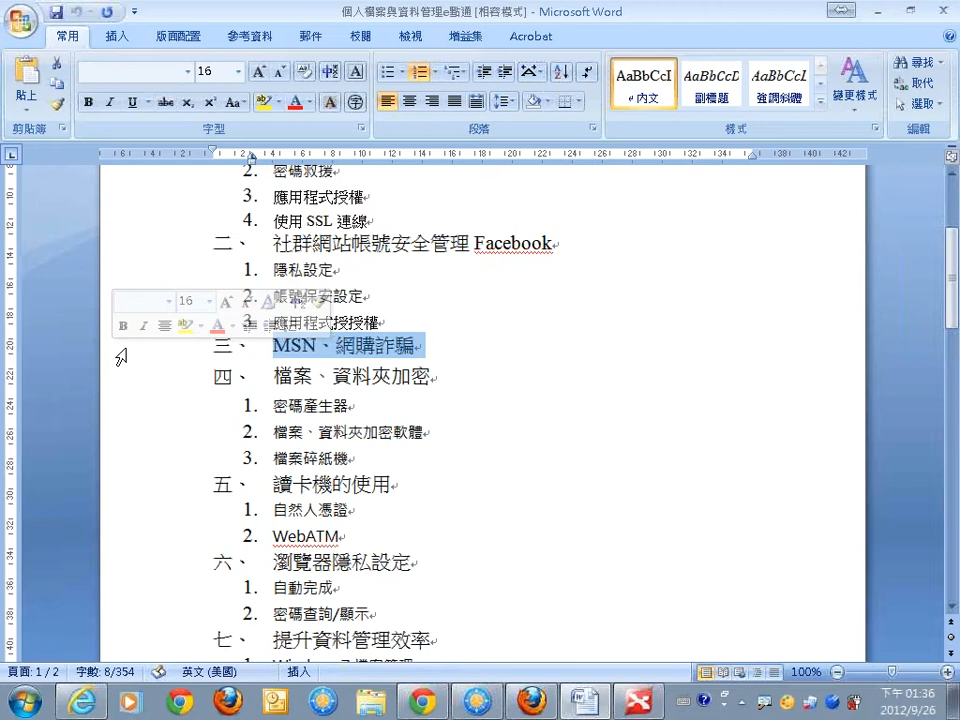 個人檔案與資料管理e點通 [相容模式] - Microsoft Word
常用 插入 版面配置 參考資料 郵件 校閱 檢視 增益集 Acrobat
貼上
16
AaBbCcI AaBbCcD AaBbCcL
內文 副標題 強調斜體
變更樣式
尋找
取代
選取
剪貼簿 字型 段落 樣式 編輯
2. 密碼救援
3. 應用程式授權
4. 使用 SSL 連線
二、 社群網站帳號安全管理 Facebook
1. 隱私設定
2. 帳號保安設定
16
3. 應用程式授授權
三、 MSN、網購詐騙
四、 檔案、資料夾加密
1. 密碼產生器
2. 檔案、資料夾加密軟體
3. 檔案碎紙機
五、 讀卡機的使用
1. 自然人憑證
2. WebATM
六、 瀏覽器隱私設定
1. 自動完成
2. 密碼查詢/顯示
七、 提升資料管理效率
頁面: 1 / 2 字數: 8/354 英文 (美國) 插入 100%
下午 01:36
2012/9/26